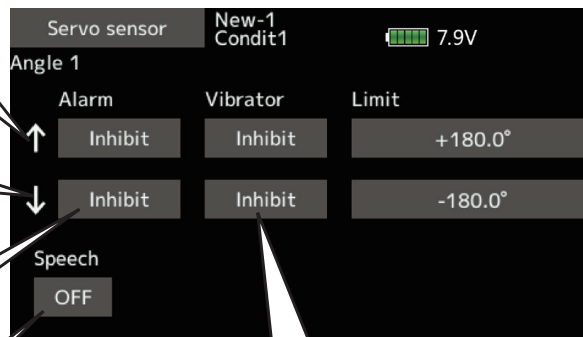 Servo sensor
New-1
Condit1
7.9V
Angle 1
Alarm Vibrator Limit
↑ Inhibit Inhibit +180.0°
↓ Inhibit Inhibit -180.0°
Speech
OFF